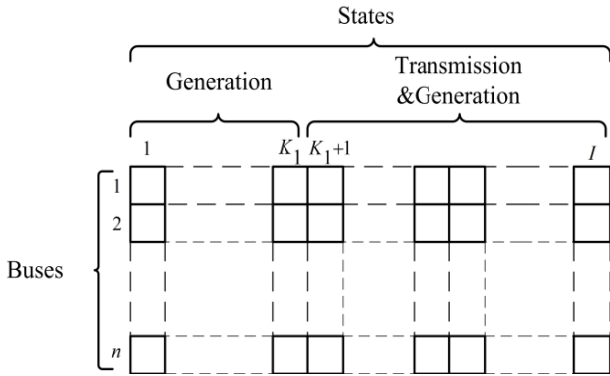 States
Generation
Transmission
&Generation
1 K₁ K₁+1 I
1
2
Buses
n